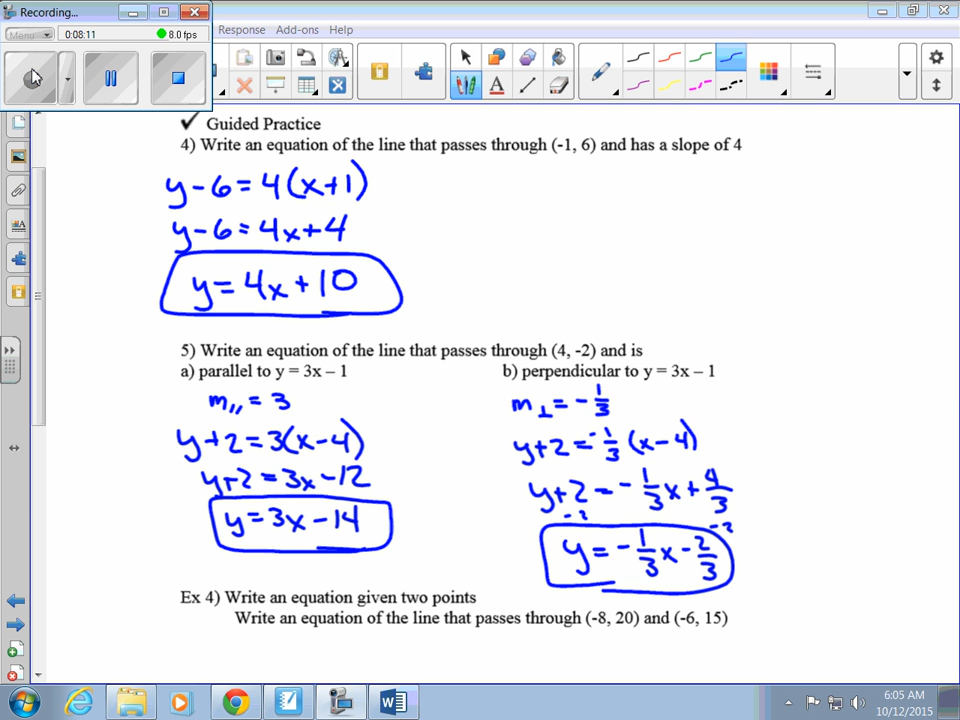 Recording...
Menu
0:08:11
8.0 fps
Response Add-ons Help
Guided Practice
4) Write an equation of the line that passes through (-1, 6) and has a slope of 4
y-6=4(x+1)
y-6=4x+4
y=4x+10
5) Write an equation of the line that passes through (4, -2) and is
a) parallel to y = 3x – 1
m// = 3
y+2=3(x-4)
y+2=3x-12
y=3x-14
b) perpendicular to y = 3x – 1
m⊥=-1/3
y+2=-1/3(x-4)
y+2=-1/3x+4/3
-2 -2
y=-1/3x-2/3
Ex 4) Write an equation given two points
Write an equation of the line that passes through (-8, 20) and (-6, 15)
6:05 AM
10/12/2015